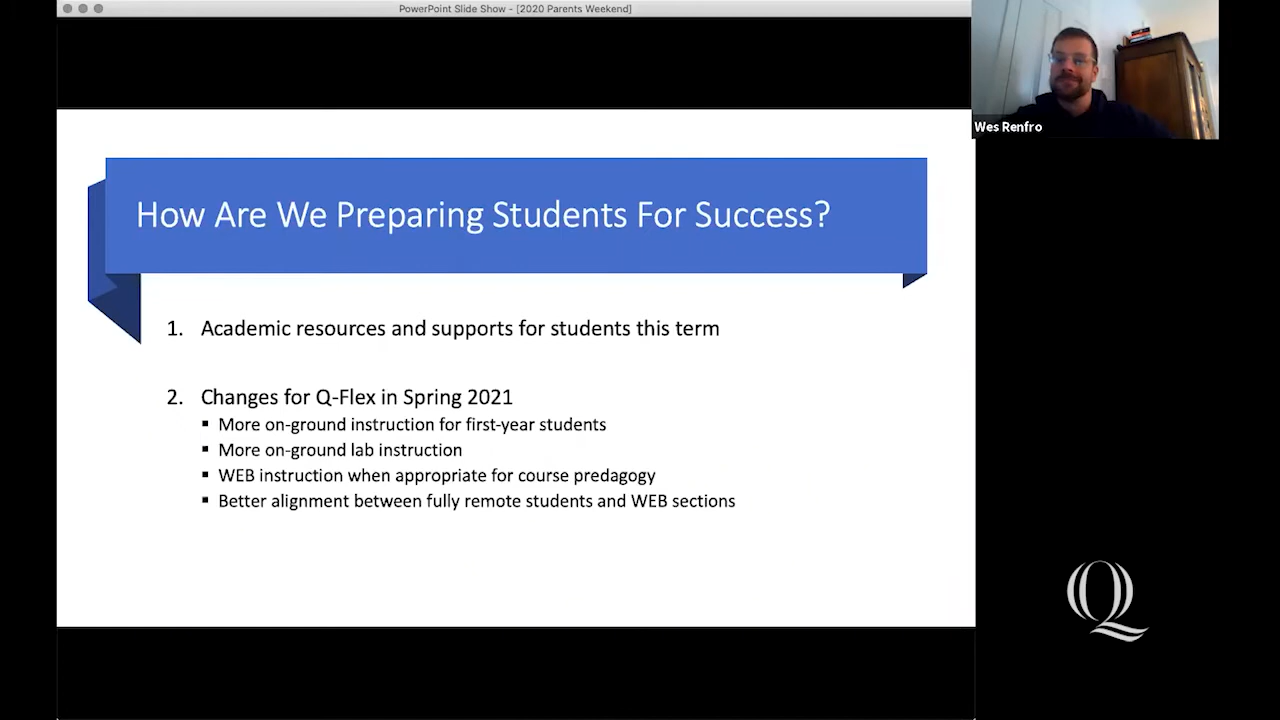 PowerPoint Slide Show - [2020 Parents Weekend]
Wes Renfro
How Are We Preparing Students For Success?
1. Academic resources and supports for students this term
2. Changes for Q-Flex in Spring 2021
▪ More on-ground instruction for first-year students
▪ More on-ground lab instruction
▪ WEB instruction when appropriate for course predagogy
▪ Better alignment between fully remote students and WEB sections
Q